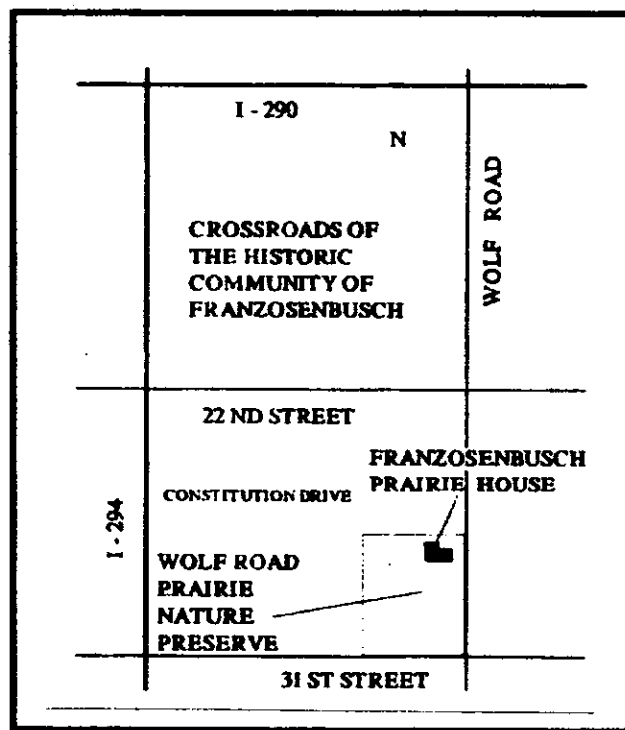 I - 290
N
WOLF ROAD
CROSSROADS OF
THE HISTORIC
COMMUNITY OF
FRANZOSENBUSCH
22 ND STREET
FRANZOSENBUSCH
PRAIRIE HOUSE
CONSTITUTION DRIVE
I - 294
WOLF ROAD
PRAIRIE
NATURE
PRESERVE
31 ST STREET